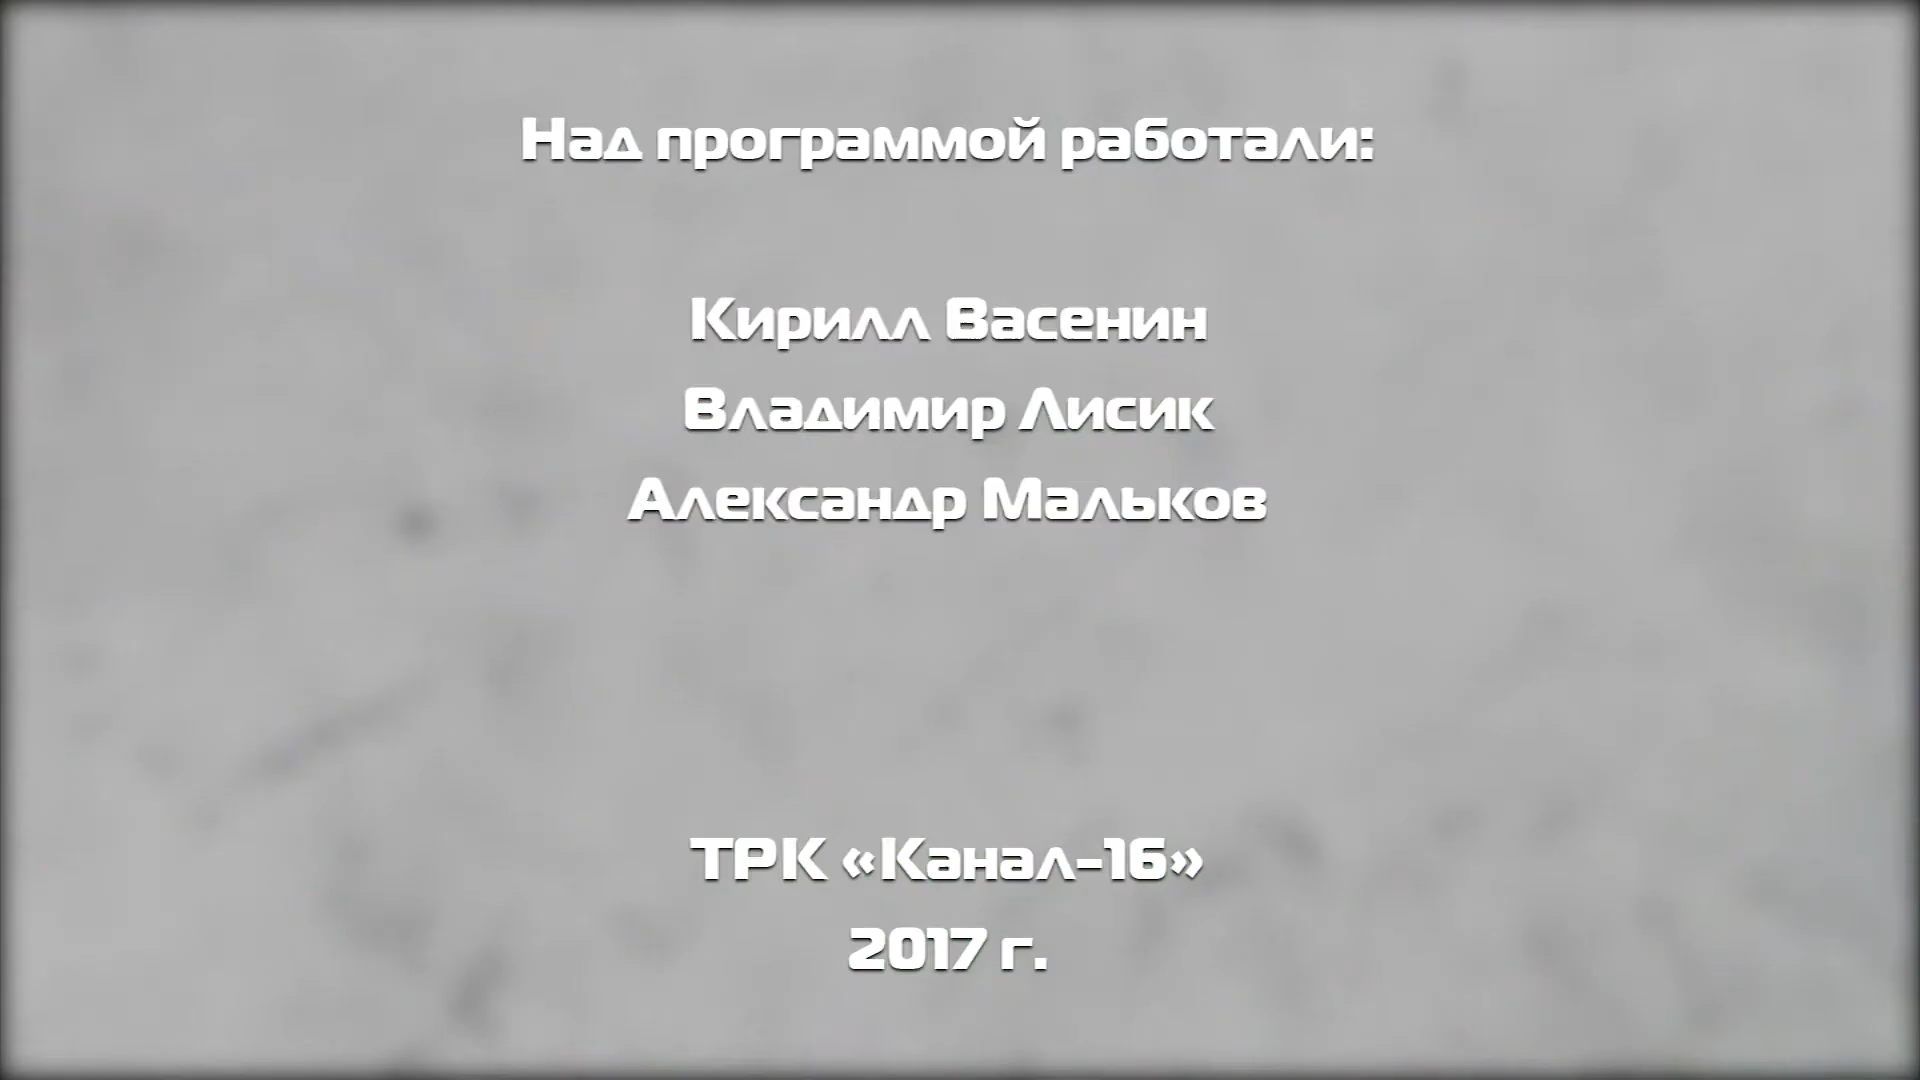 Над программой работали:
Кирилл Васенин
Владимир Лисик
Александр Мальков
ТРК «Канал-16»
2017 г.